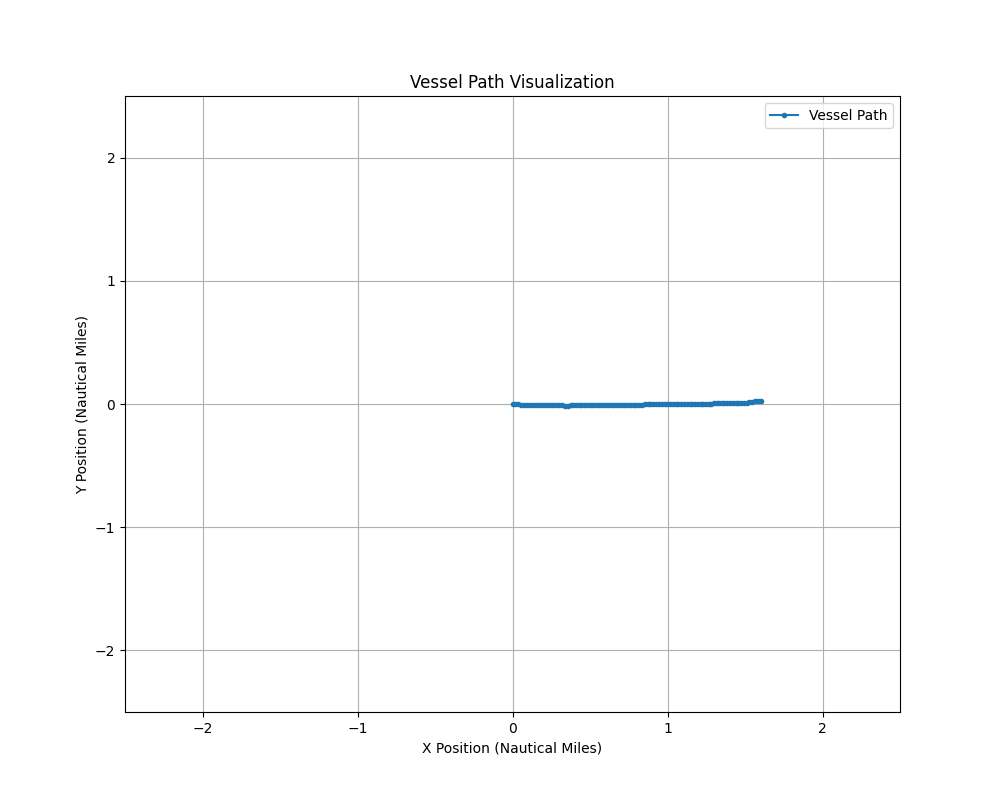 Vessel Path Visualization
Vessel Path
2
1
0
−1
−2
Y Position (Nautical Miles)
−2
−1
0
1
2
X Position (Nautical Miles)